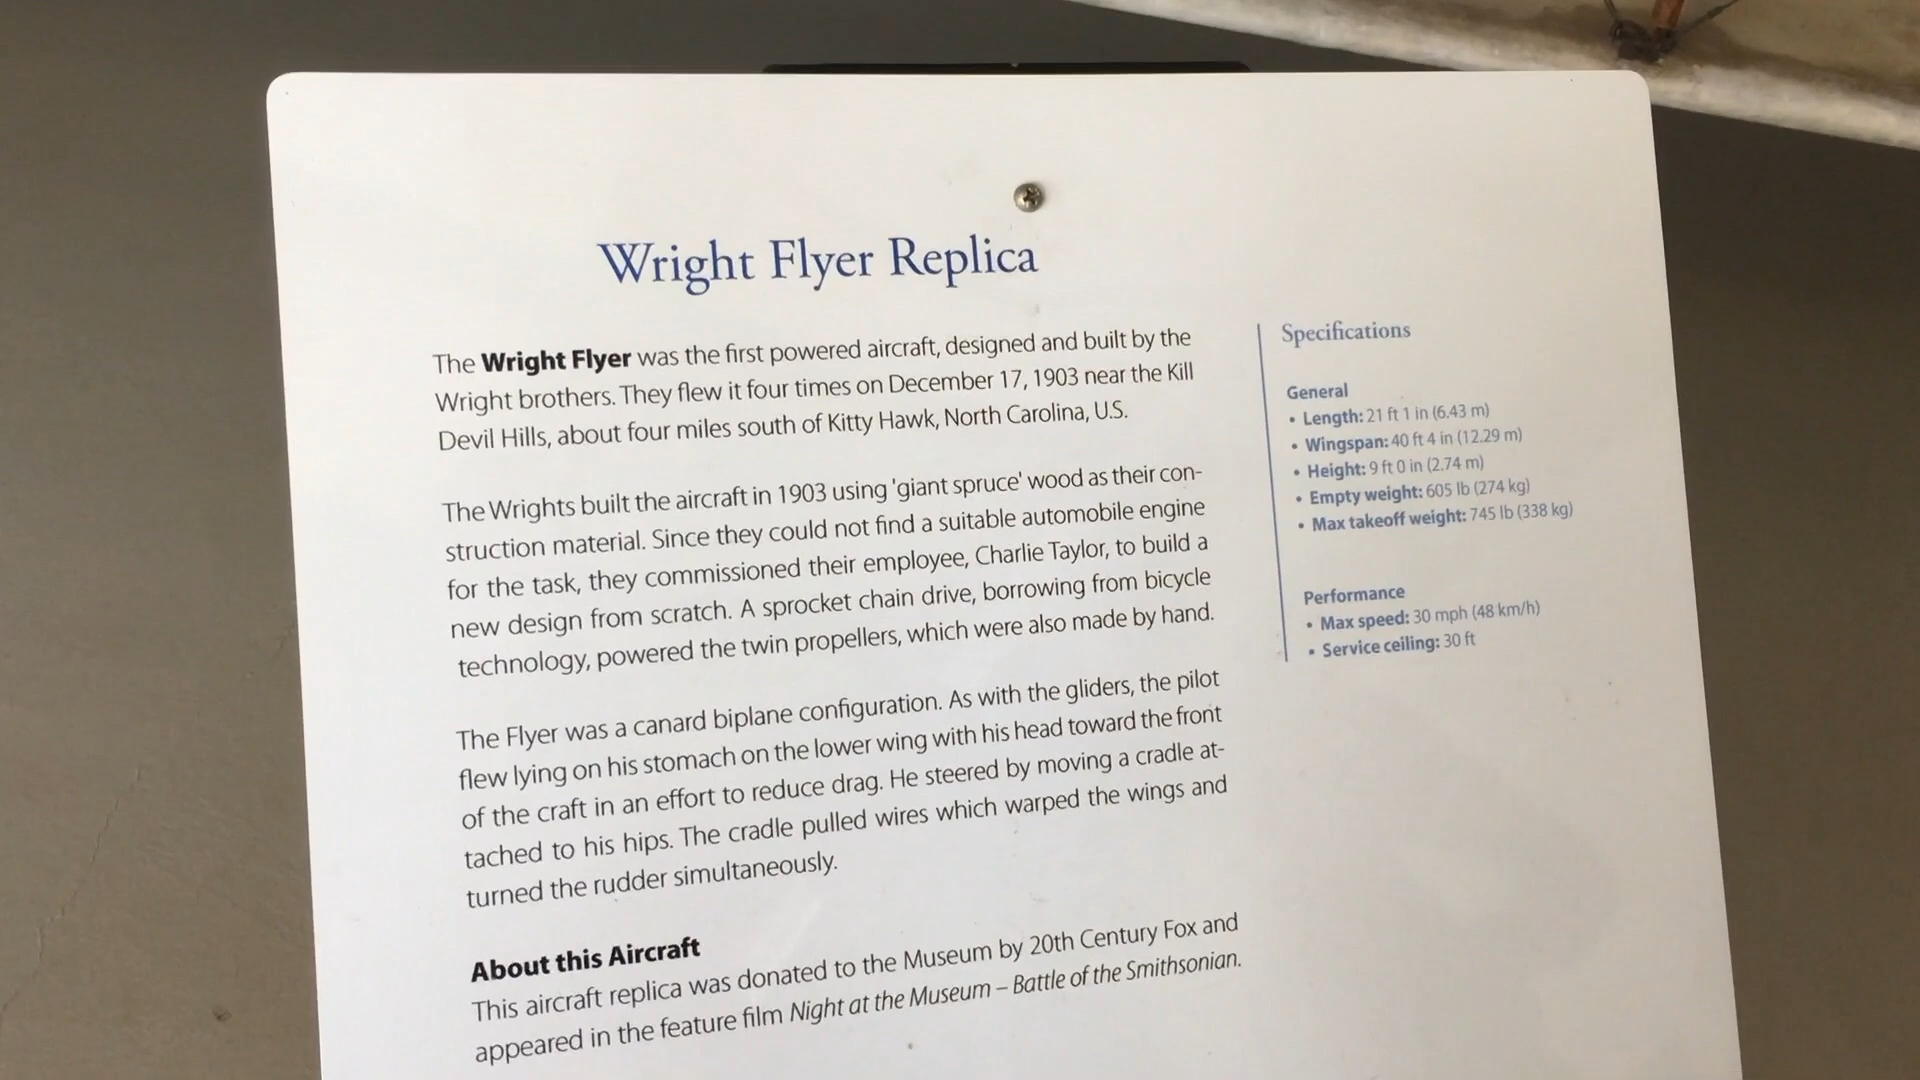 Wright Flyer Replica
The Wright Flyer was the first powered aircraft, designed and built by the
Wright brothers. They flew it four times on December 17, 1903 near the Kill
Devil Hills, about four miles south of Kitty Hawk, North Carolina, U.S.
The Wrights built the aircraft in 1903 using 'giant spruce' wood as their con-
struction material. Since they could not find a suitable automobile engine
for the task, they commissioned their employee, Charlie Taylor, to build a
new design from scratch. A sprocket chain drive, borrowing from bicycle
technology, powered the twin propellers, which were also made by hand.
The Flyer was a canard biplane configuration. As with the gliders, the pilot
flew lying on his stomach on the lower wing with his head toward the front
of the craft in an effort to reduce drag. He steered by moving a cradle at-
tached to his hips. The cradle pulled wires which warped the wings and
turned the rudder simultaneously.
About this Aircraft
This aircraft replica was donated to the Museum by 20th Century Fox and
appeared in the feature film Night at the Museum – Battle of the Smithsonian.
Specifications
General
• Length: 21 ft 1 in (6.43 m)
• Wingspan: 40 ft 4 in (12.29 m)
• Height: 9 ft 0 in (2.74 m)
• Empty weight: 605 lb (274 kg)
• Max takeoff weight: 745 lb (338 kg)
Performance
• Max speed: 30 mph (48 km/h)
• Service ceiling: 30 ft